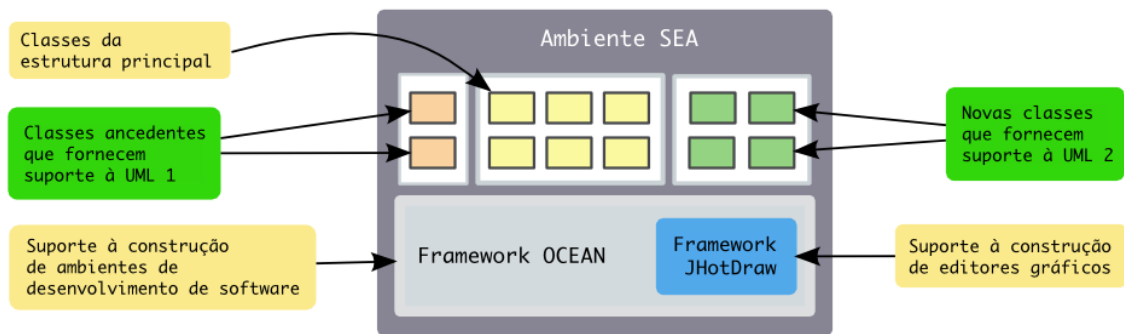 Classes da
estrutura principal
Ambiente SEA
Classes ancedentes
que fornecem
suporte à UML 1
Novas classes
que fornecem
suporte à UML 2
Suporte à construção
de ambientes de
desenvolvimento de software
Framework OCEAN
Framework
JHotDraw
Suporte à construção
de editores gráficos